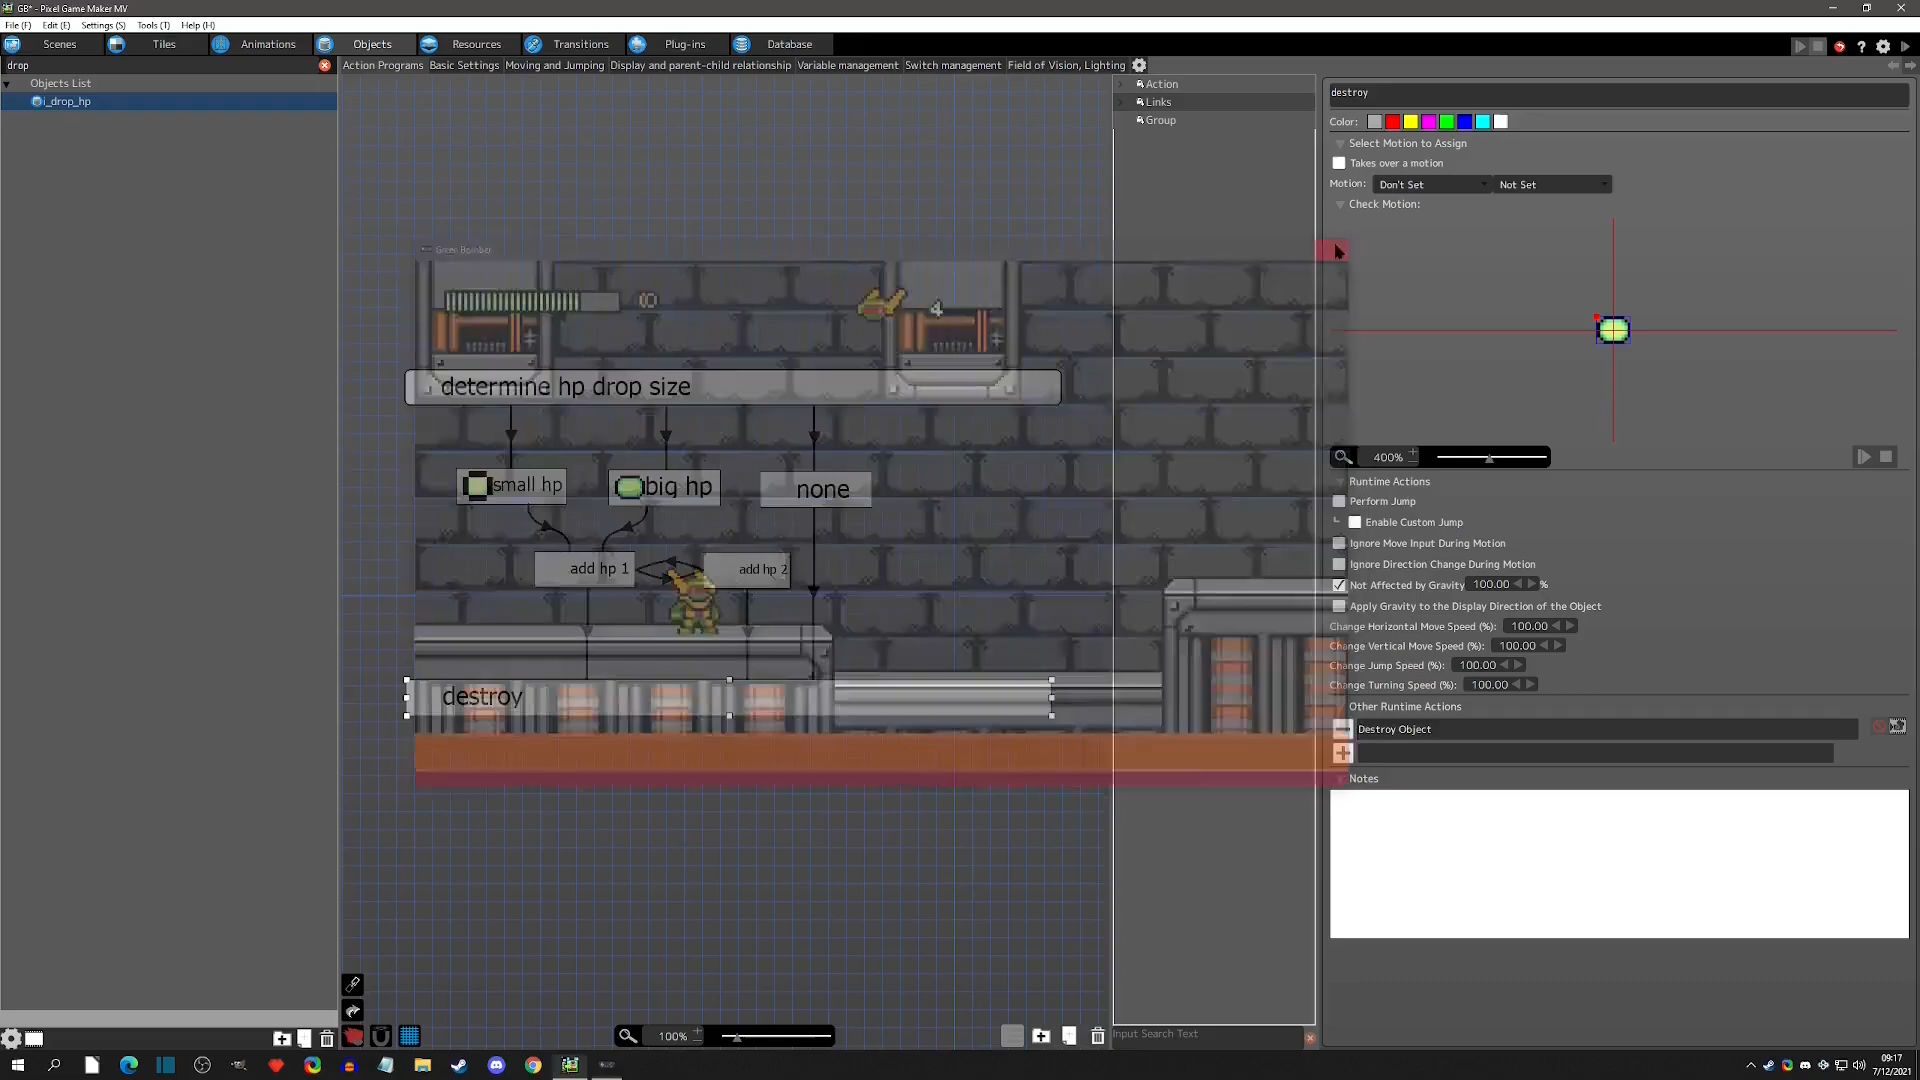 GB* - Pixel Game Maker MV
File (F) Edit (E) Settings (S) Tools (T) Help (H)
Scenes Tiles Animations Objects Resources Transitions Plug-ins Database
drop
Action Programs Basic Settings Moving and Jumping Display and parent-child relationship Variable management Switch management Field of Vision, Lighting
Objects List
i_drop_hp
Action
Links
Group
destroy
Color:
Select Motion to Assign
Takes over a motion
Motion: Don't Set Not Set
Check Motion:
Green Bomber
4
determine hp drop size
small hp big hp none
add hp 1 add hp 2
destroy
400%
Runtime Actions
Perform Jump
Enable Custom Jump
Ignore Move Input During Motion
Ignore Direction Change During Motion
Not Affected by Gravity 100.00 %
Apply Gravity to the Display Direction of the Object
Change Horizontal Move Speed (%): 100.00
Change Vertical Move Speed (%): 100.00
Change Jump Speed (%): 100.00
Change Turning Speed (%): 100.00
Other Runtime Actions
Destroy Object
Notes
100%
Input Search Text
09:17
7/12/2021